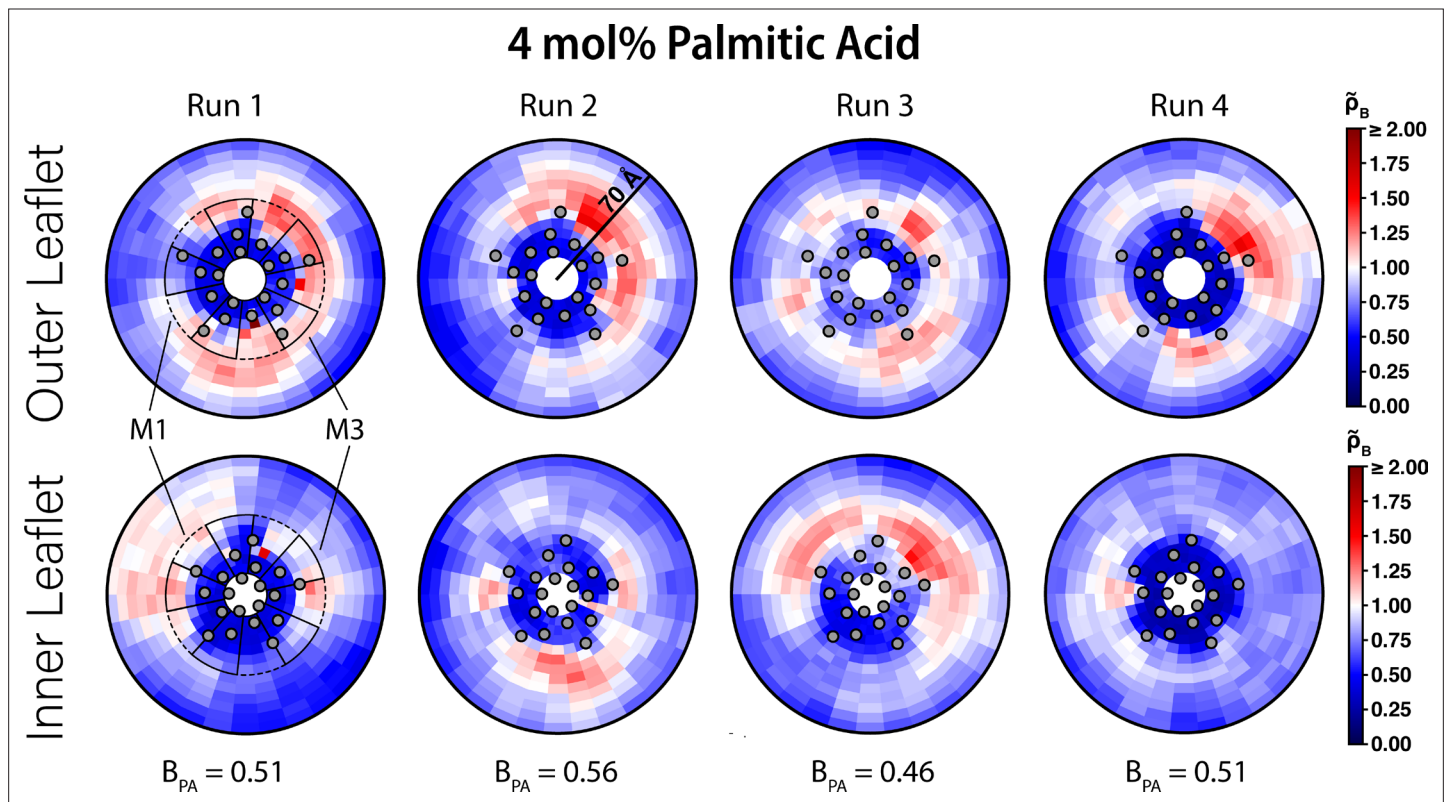 4 mol% Palmitic Acid
Run 1
Run 2
Run 3
Run 4
Outer Leaflet
70 Å
ρ̃B
≥ 2.00
1.75
1.50
1.25
1.00
0.75
0.50
0.25
0.00
M1
M3
Inner Leaflet
ρ̃B
≥ 2.00
1.75
1.50
1.25
1.00
0.75
0.50
0.25
0.00
BPA = 0.51
BPA = 0.56
BPA = 0.46
BPA = 0.51